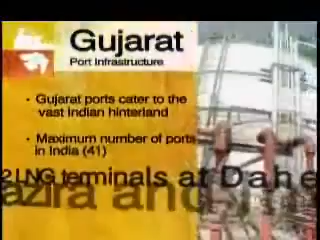 Gujarat
Port Infrastructure
- Gujarat ports cater to the
vast Indian hinterland
- Maximum number of ports
in India (41)
2 LNG terminals at Dahe
azira and